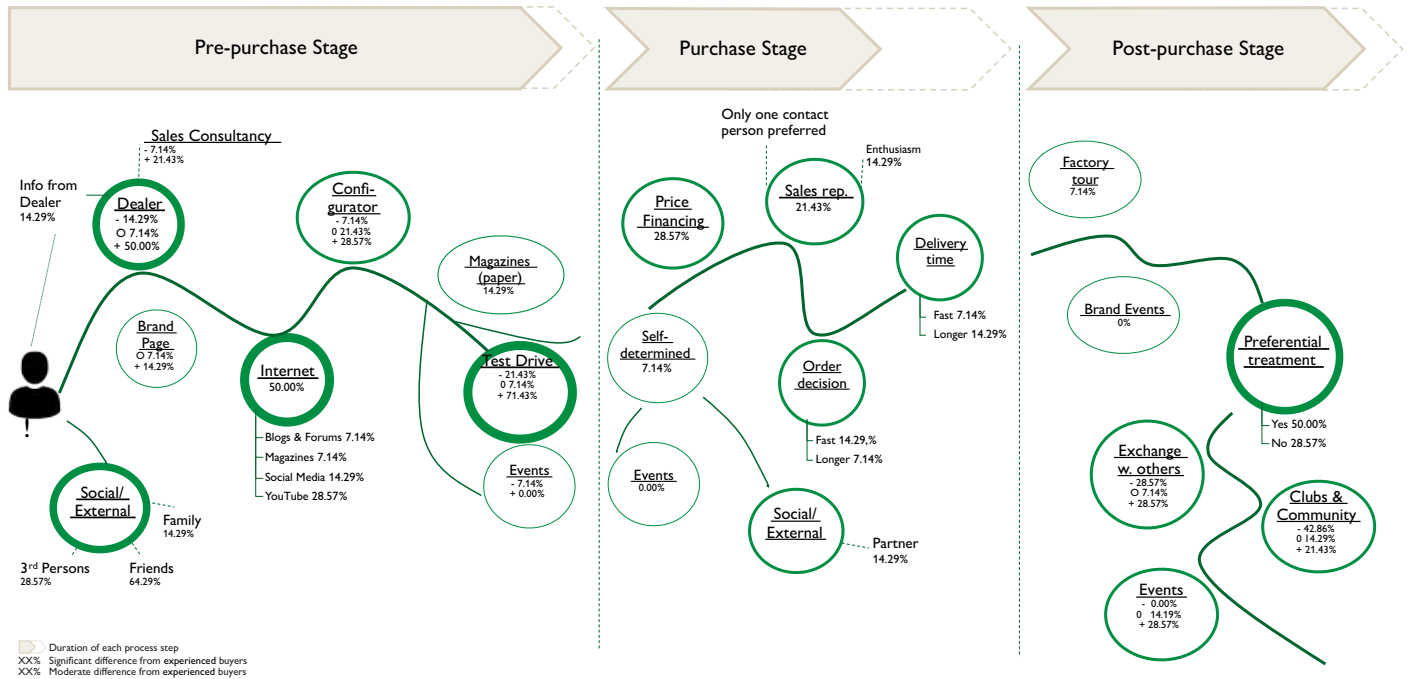 Pre-purchase Stage
Purchase Stage
Post-purchase Stage
Sales Consultancy
- 7.14%
+ 21.43%
Info from
Dealer
14.29%
Dealer
- 14.29%
O 7.14%
+ 50.00%
Confi-
gurator
- 7.14%
0 21.43%
+ 28.57%
Magazines
(paper)
14.29%
Brand
Page
O 7.14%
+ 14.29%
Internet
50.00%
Blogs & Forums 7.14%
Magazines 7.14%
Social Media 14.29%
YouTube 28.57%
Test Drive
- 21.43%
0 7.14%
+ 71.43%
Events
- 7.14%
+ 0.00%
Social/
External
Family
14.29%
3rd Persons
28.57%
Friends
64.29%
Only one contact
person preferred
Enthusiasm
14.29%
Price
Financing
28.57%
Sales rep.
21.43%
Delivery
time
Fast 7.14%
Longer 14.29%
Self-
determined
7.14%
Order
decision
Fast 14.29,%
Longer 7.14%
Events
0.00%
Social/
External
Partner
14.29%
Factory
tour
7.14%
Brand Events
0%
Preferential
treatment
Yes 50.00%
No 28.57%
Exchange
w. others
- 28.57%
O 7.14%
+ 28.57%
Clubs &
Community
- 42.86%
0 14.29%
+ 21.43%
Events
- 0.00%
0 14.19%
+ 28.57%
Duration of each process step
XX% Significant difference from experienced buyers
XX% Moderate difference from experienced buyers